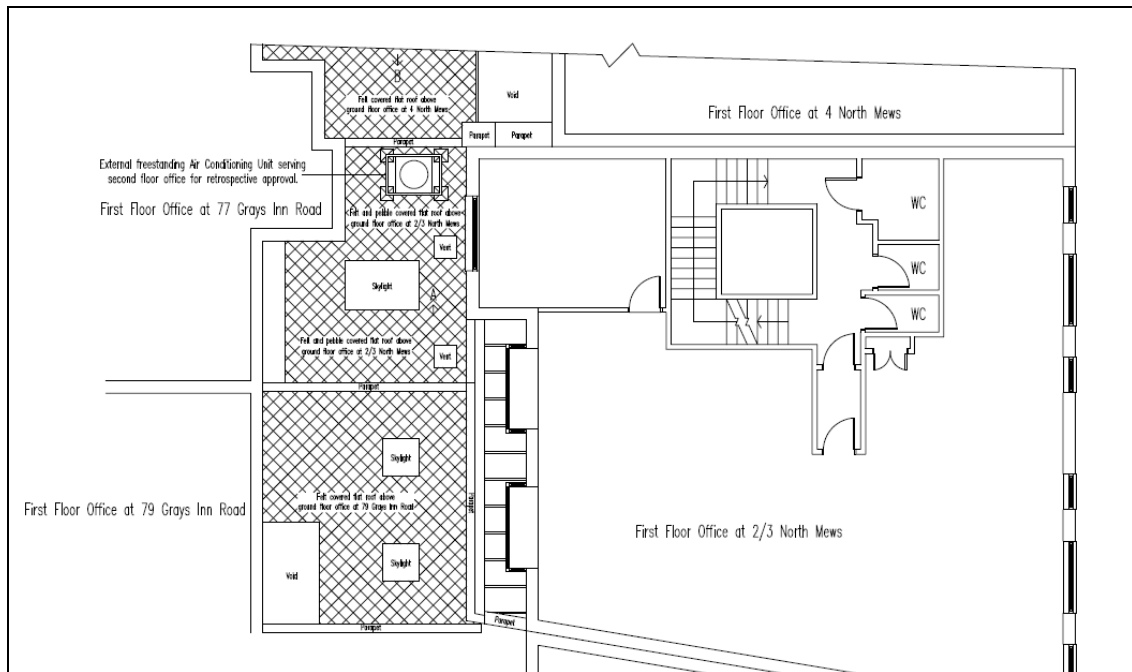 B
Felt covered flat roof above
ground floor office at 4 North Mews
Void
First Floor Office at 4 North Mews
Parapet
Parapet
Parapet
External freestanding Air Conditioning Unit serving
second floor office for retrospective approval.
First Floor Office at 77 Grays Inn Road
WC
Felt and pebble covered flat roof above
ground floor office at 2/3 North Mews
Vent
WC
Skylight
A
WC
Felt and pebble covered flat roof above
ground floor office at 2/3 North Mews
Vent
Parapet
Skylight
Felt covered flat roof above
ground floor office at 79 Grays Inn Road
Parapet
First Floor Office at 79 Grays Inn Road
First Floor Office at 2/3 North Mews
Skylight
Void
Parapet
Parapet